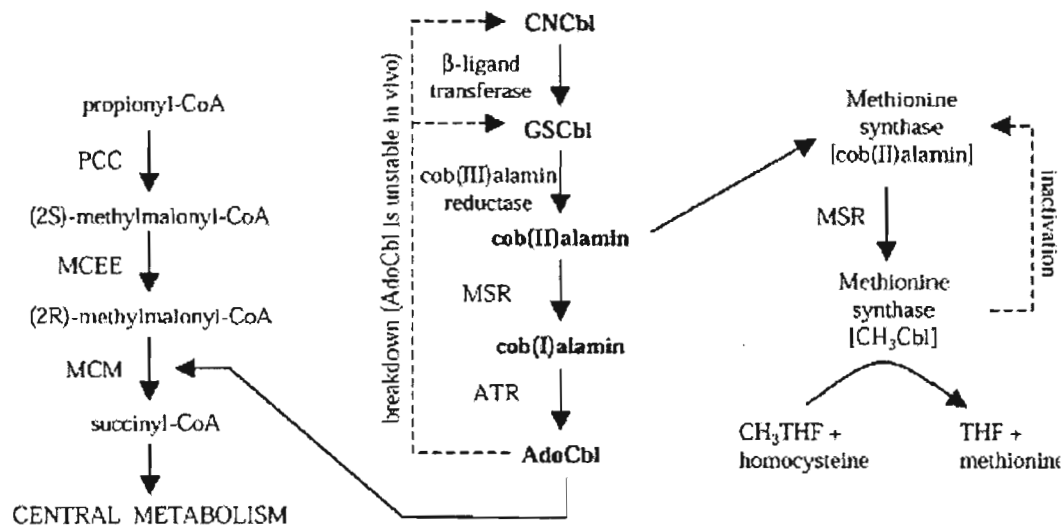 propionyl-CoA
PCC
(2S)-methylmalonyl-CoA
MCEE
(2R)-methylmalonyl-CoA
MCM
succinyl-CoA
CENTRAL METABOLISM
breakdown (AdoCbl is unstable in vivo)
CNCbl
β-ligand
transferase
GSCbl
cob(III)alamin
reductase
cob(II)alamin
MSR
cob(I)alamin
ATR
AdoCbl
Methionine
synthase
[cob(II)alamin]
MSR
inactivation
Methionine
synthase
[CH₃Cbl]
CH₃THF +
homocysteine
THF +
methionine